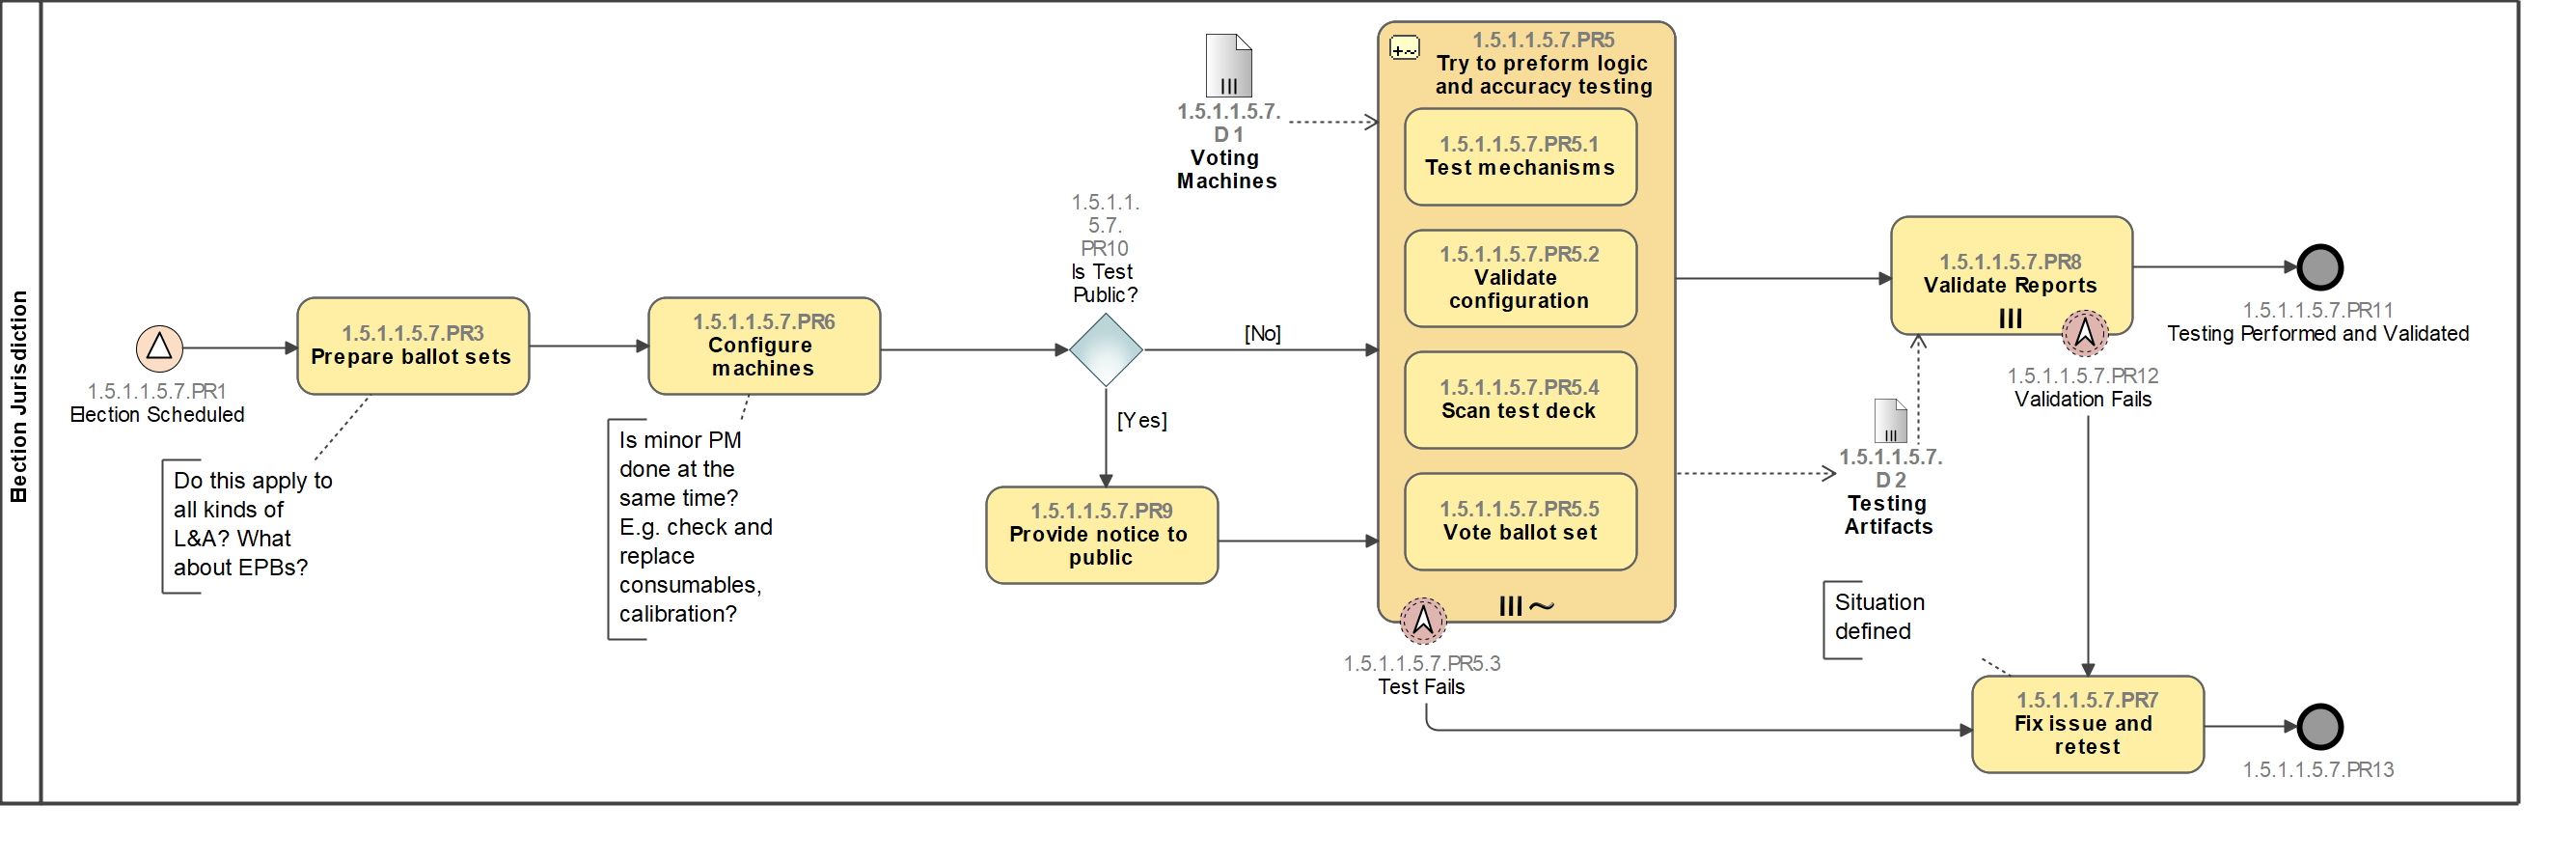 Election Jurisdiction
1.5.1.1.5.7.PR1
Election Scheduled
1.5.1.1.5.7.PR3
Prepare ballot sets
Do this apply to
all kinds of
L&A? What
about EPBs?
1.5.1.1.5.7.PR6
Configure
machines
Is minor PM
done at the
same time?
E.g. check and
replace
consumables,
calibration?
1.5.1.1.
5.7.
PR10
Is Test
Public?
[No]
[Yes]
1.5.1.1.5.7.PR9
Provide notice to
public
1.5.1.1.5.7.
D1
Voting
Machines
1.5.1.1.5.7.PR5
Try to preform logic
and accuracy testing
1.5.1.1.5.7.PR5.1
Test mechanisms
1.5.1.1.5.7.PR5.2
Validate
configuration
1.5.1.1.5.7.PR5.4
Scan test deck
1.5.1.1.5.7.PR5.5
Vote ballot set
1.5.1.1.5.7.PR5.3
Test Fails
1.5.1.1.5.7.PR8
Validate Reports
1.5.1.1.5.7.PR12
Validation Fails
1.5.1.1.5.7.
D2
Testing
Artifacts
Situation
defined
1.5.1.1.5.7.PR7
Fix issue and
retest
1.5.1.1.5.7.PR11
Testing Performed and Validated
1.5.1.1.5.7.PR13